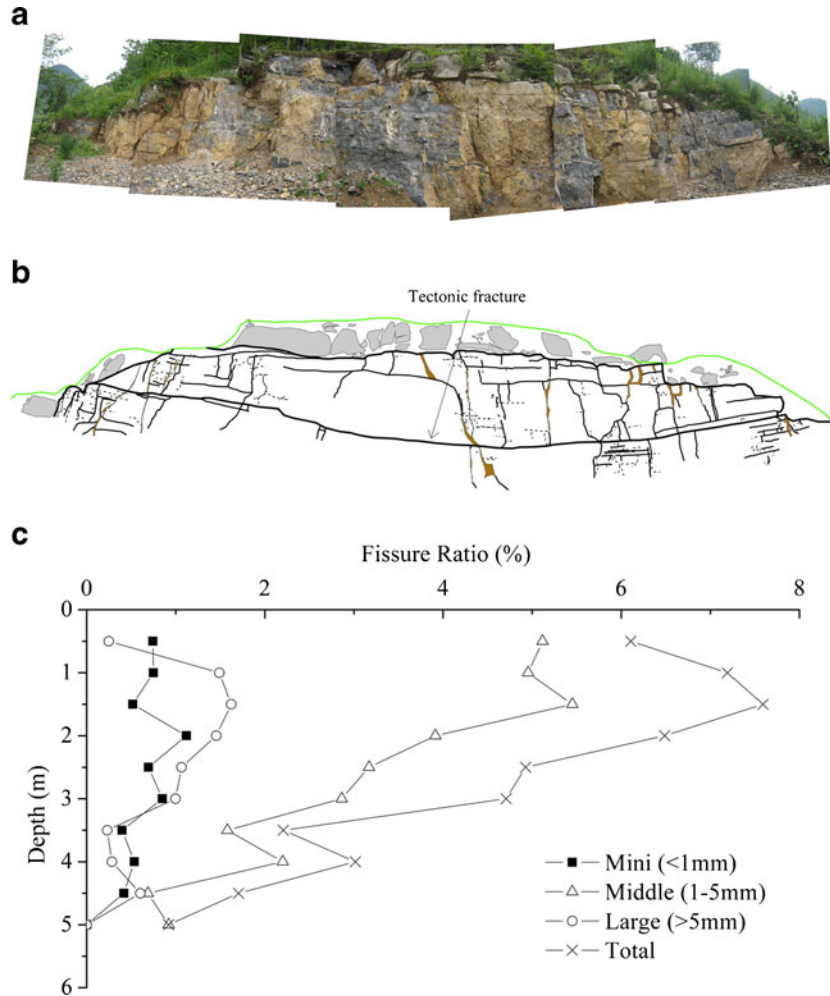 a
b
Tectonic fracture
c
Fissure Ratio (%)
0 2 4 6 8
0
1
2
3
4
5
6
Depth (m)
Mini (<1mm)
Middle (1-5mm)
Large (>5mm)
Total